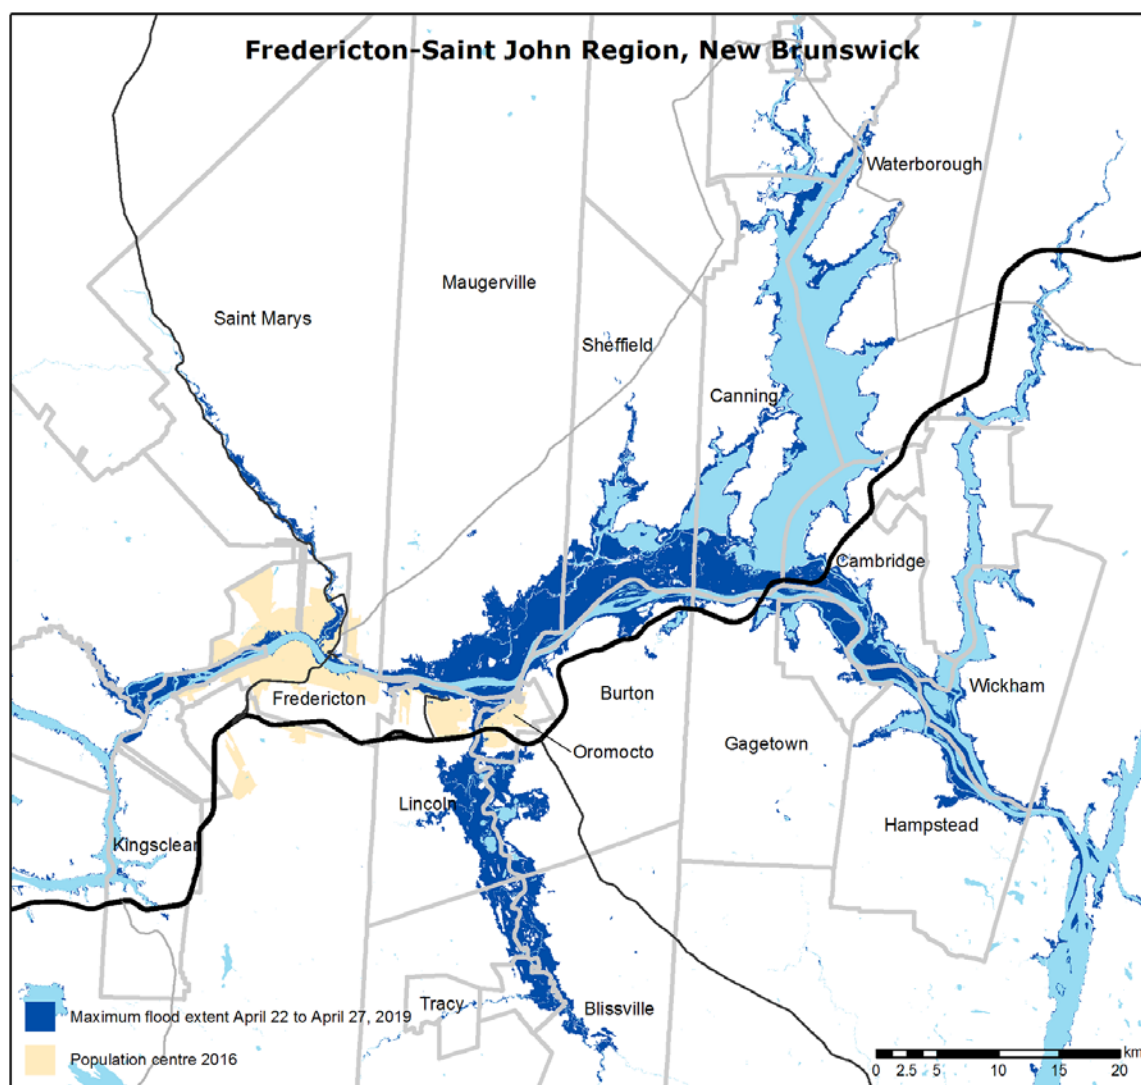 Fredericton-Saint John Region, New Brunswick
Waterborough
Maugerville
Saint Marys
Sheffield
Canning
Cambridge
Wickham
Fredericton
Burton
Oromocto
Gagetown
Lincoln
Hampstead
Kingsclear
Tracy
Blissville
Maximum flood extent April 22 to April 27, 2019
Population centre 2016
km
0 2.5 5 10 15 20